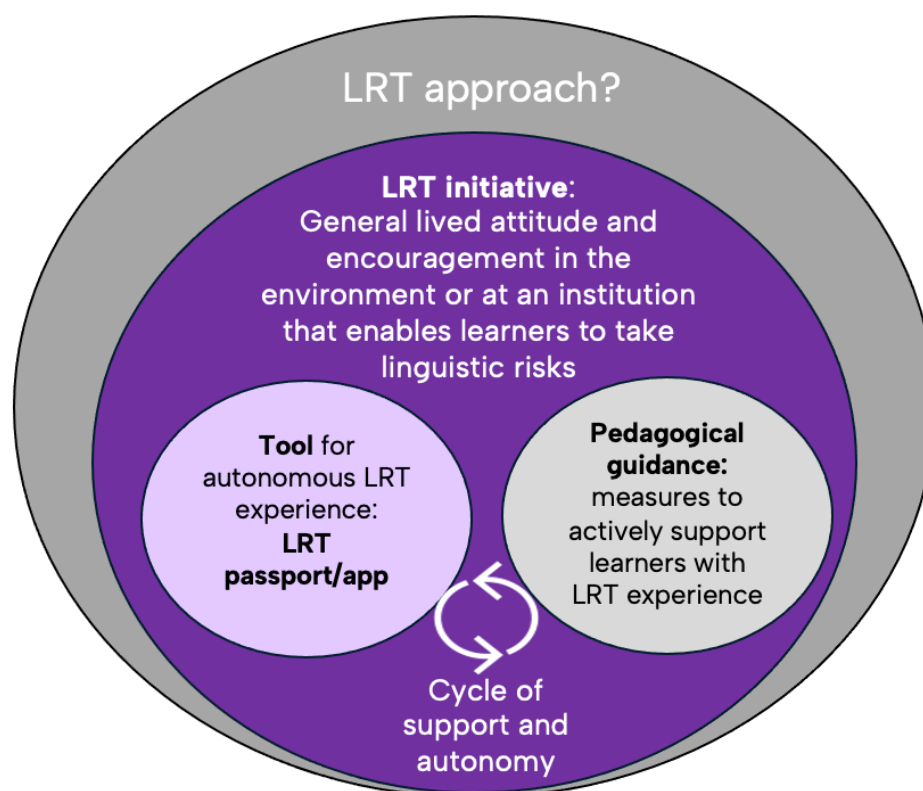 LRT approach?
LRT initiative:
General lived attitude and
encouragement in the
environment or at an institution
that enables learners to take
linguistic risks
Tool for
autonomous LRT
experience:
LRT
passport/app
Pedagogical
guidance:
measures to
actively support
learners with
LRT experience
Cycle of
support and
autonomy